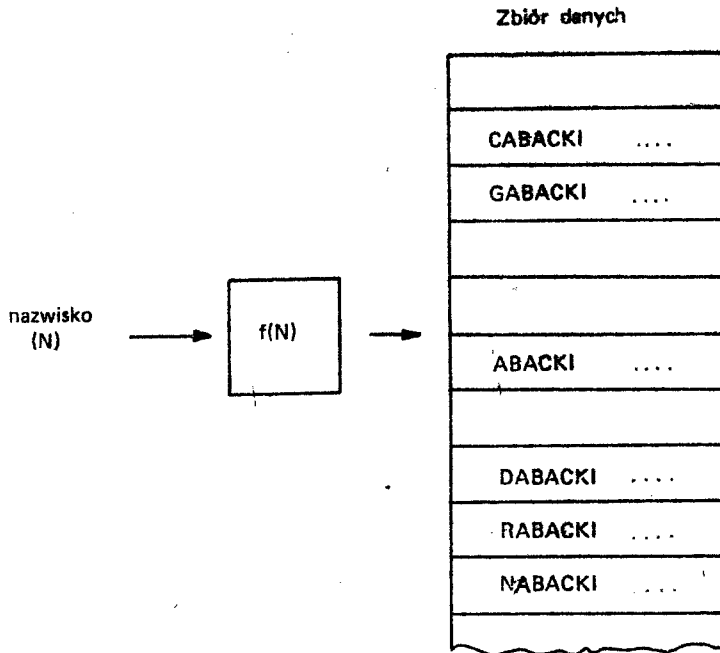 Zbiór danych
CABACKI ....
GABACKI ....
nazwisko
(N)
f(N)
ABACKI ....
DABACKI ....
RABACKI ....
NABACKI ....